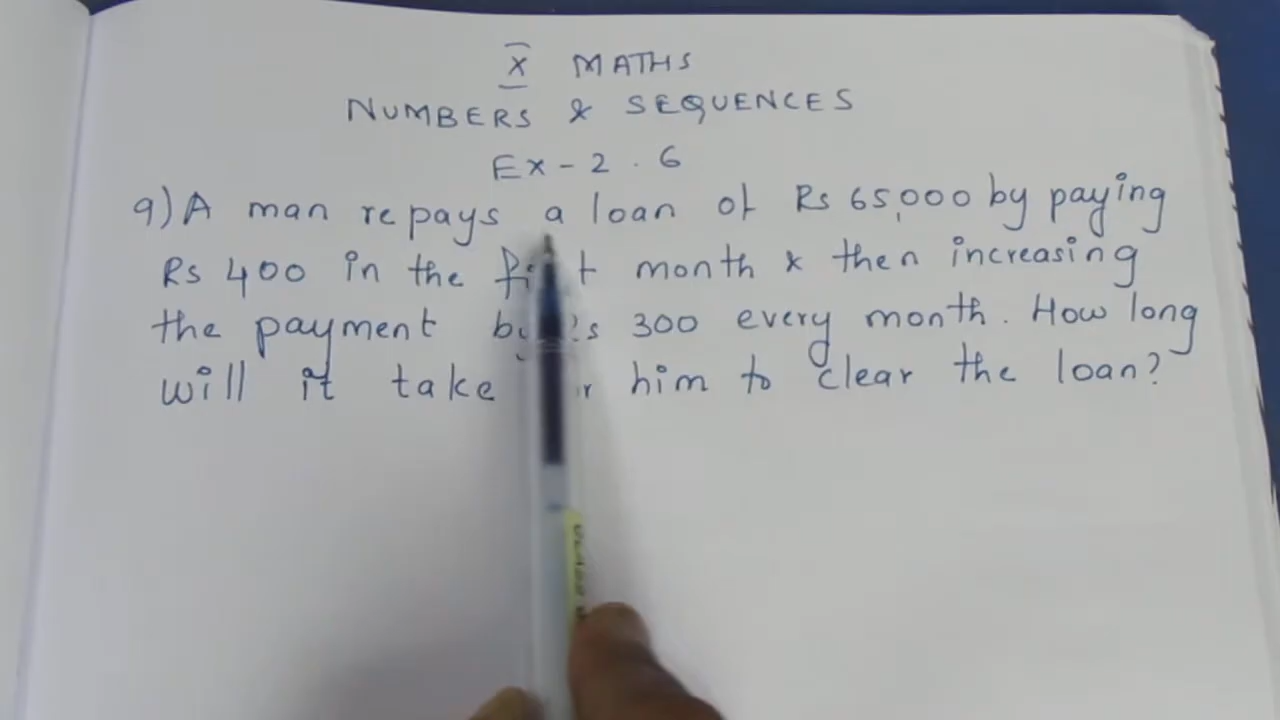 X MATHS
NUMBERS & SEQUENCES
Ex - 2.6
9) A man repays a loan of Rs 65,000 by paying
Rs 400 in the month & then increasing
the payment by 300 every month. How long
will it take him to clear the loan?